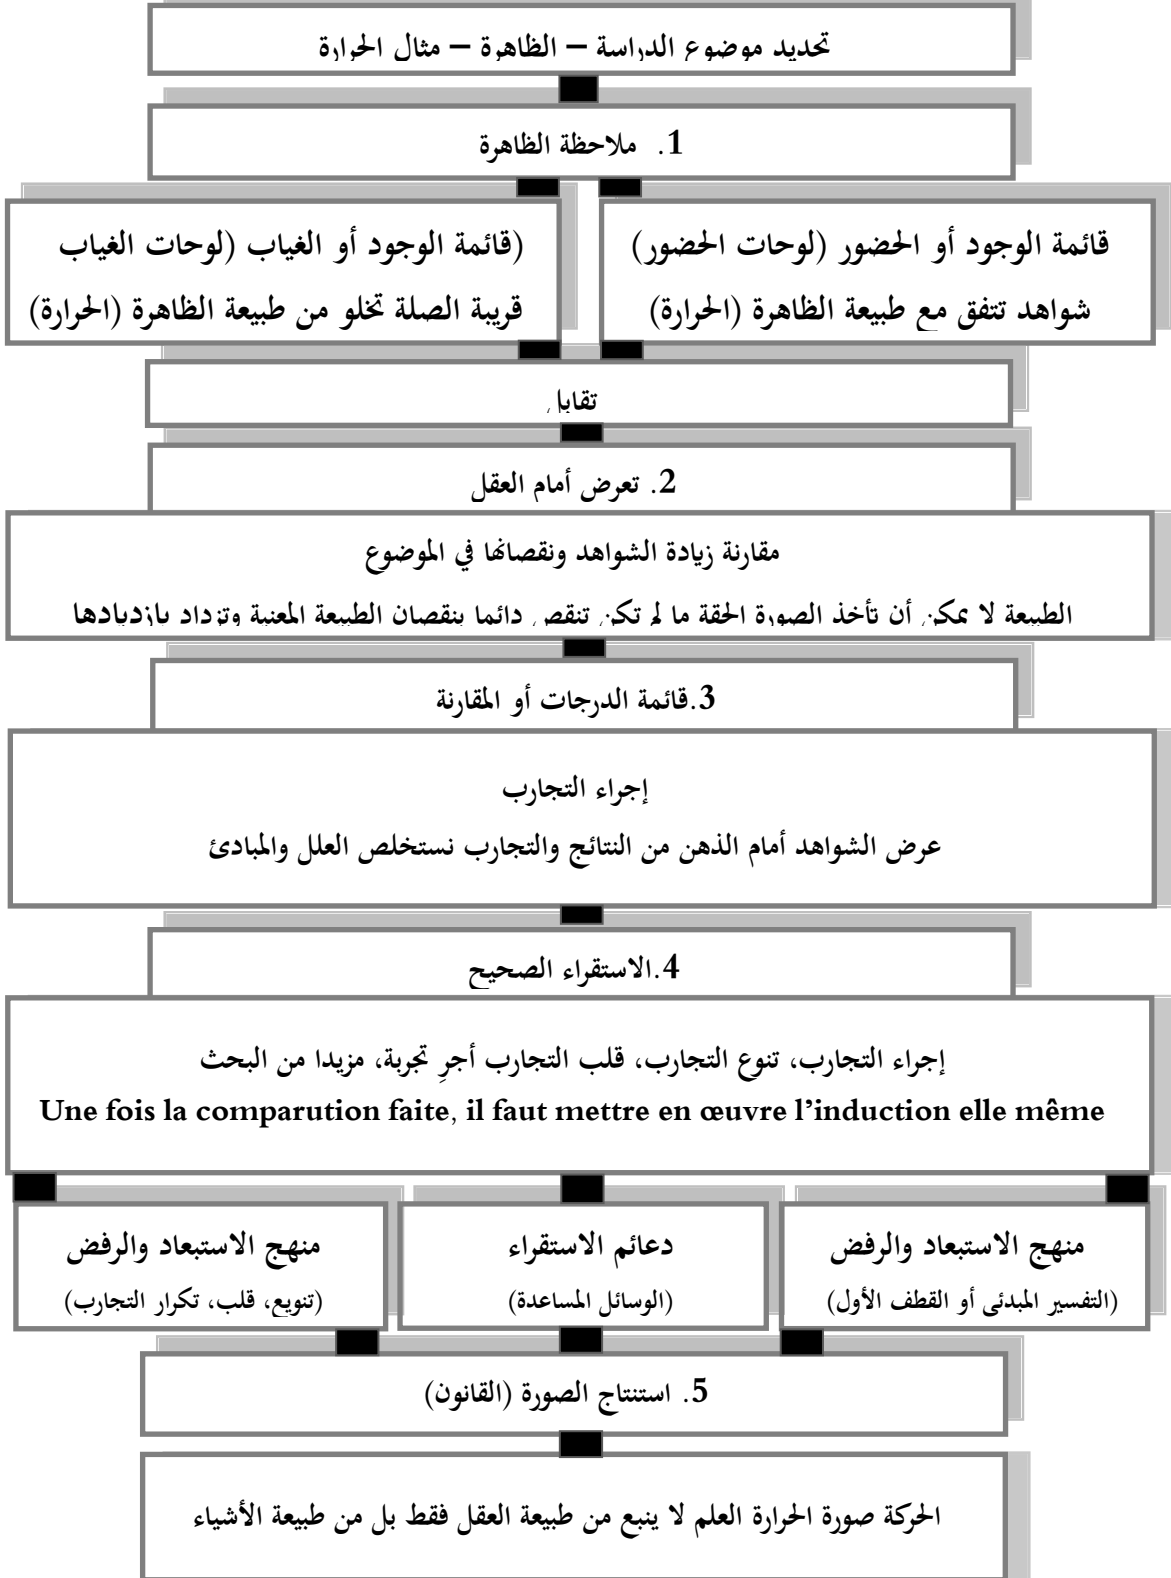 تحديد موضوع الدراسة – الظاهرة – مثال الحرارة
1. ملاحظة الظاهرة
قائمة الوجود أو الحضور (لوحات الحضور)
شواهد تتفق مع طبيعة الظاهرة (الحرارة)
(قائمة الوجود أو الغياب (لوحات الغياب
قريبة الصلة تخلو من طبيعة الظاهرة (الحرارة)
تقابل
2. تعرض أمام العقل
مقارنة زيادة الشواهد ونقصانها في الموضوع
الطبيعة لا يمكن أن تأخذ الصورة الحقة ما لم تكن تنقص دائما بنقصان الطبيعة المعنية وتزداد بازديادها
3.قائمة الدرجات أو المقارنة
إجراء التجارب
عرض الشواهد أمام الذهن من النتائج والتجارب نستخلص العلل والمبادئ
4.الاستقراء الصحيح
إجراء التجارب، تنوع التجارب، قلب التجارب أجرِ تجربة، مزيدا من البحث
Une fois la comparution faite, il faut mettre en œuvre l'induction elle même
منهج الاستبعاد والرفض
(التفسير المبدئى أو القطف الأول)
دعائم الاستقراء
(الوسائل المساعدة)
منهج الاستبعاد والرفض
(تنويع، قلب، تكرار التجارب)
5. استنتاج الصورة (القانون)
الحركة صورة الحرارة العلم لا ينبع من طبيعة العقل فقط بل من طبيعة الأشياء